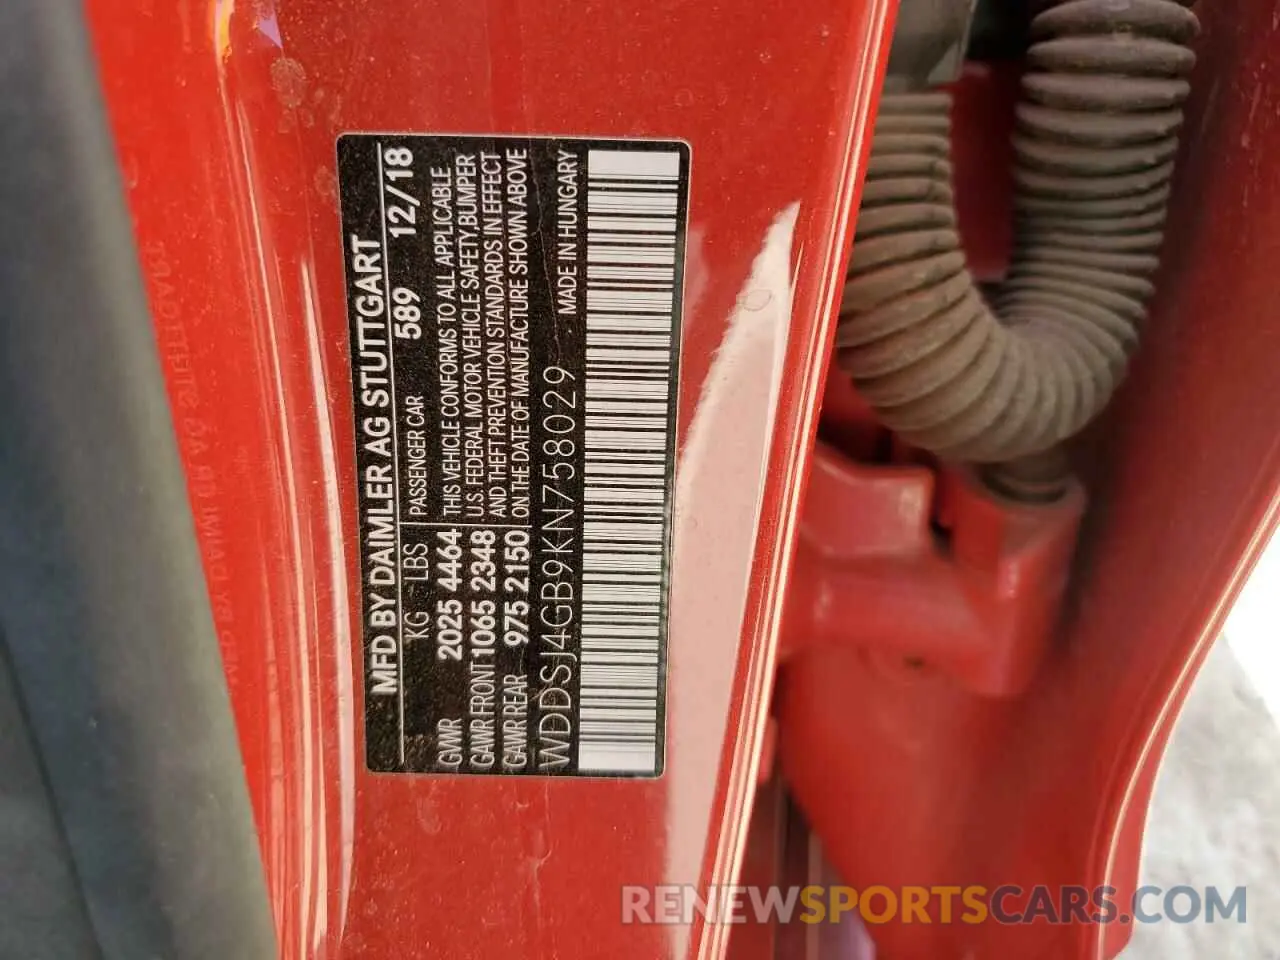 MFD BY DAIMLER AG STUTTGART
KG LBS PASSENGER CAR 589 12/18
GVWR 2025 4464 THIS VEHICLE CONFORMS TO ALL APPLICABLE
GAWR FRONT 1065 2348 U.S. FEDERAL MOTOR VEHICLE SAFETY, BUMPER
GAWR REAR 975 2150 AND THEFT PREVENTION STANDARDS IN EFFECT
ON THE DATE OF MANUFACTURE SHOWN ABOVE
WDDSJ4GB9KN758029 MADE IN HUNGARY
RENEWSPORTSCARS.COM